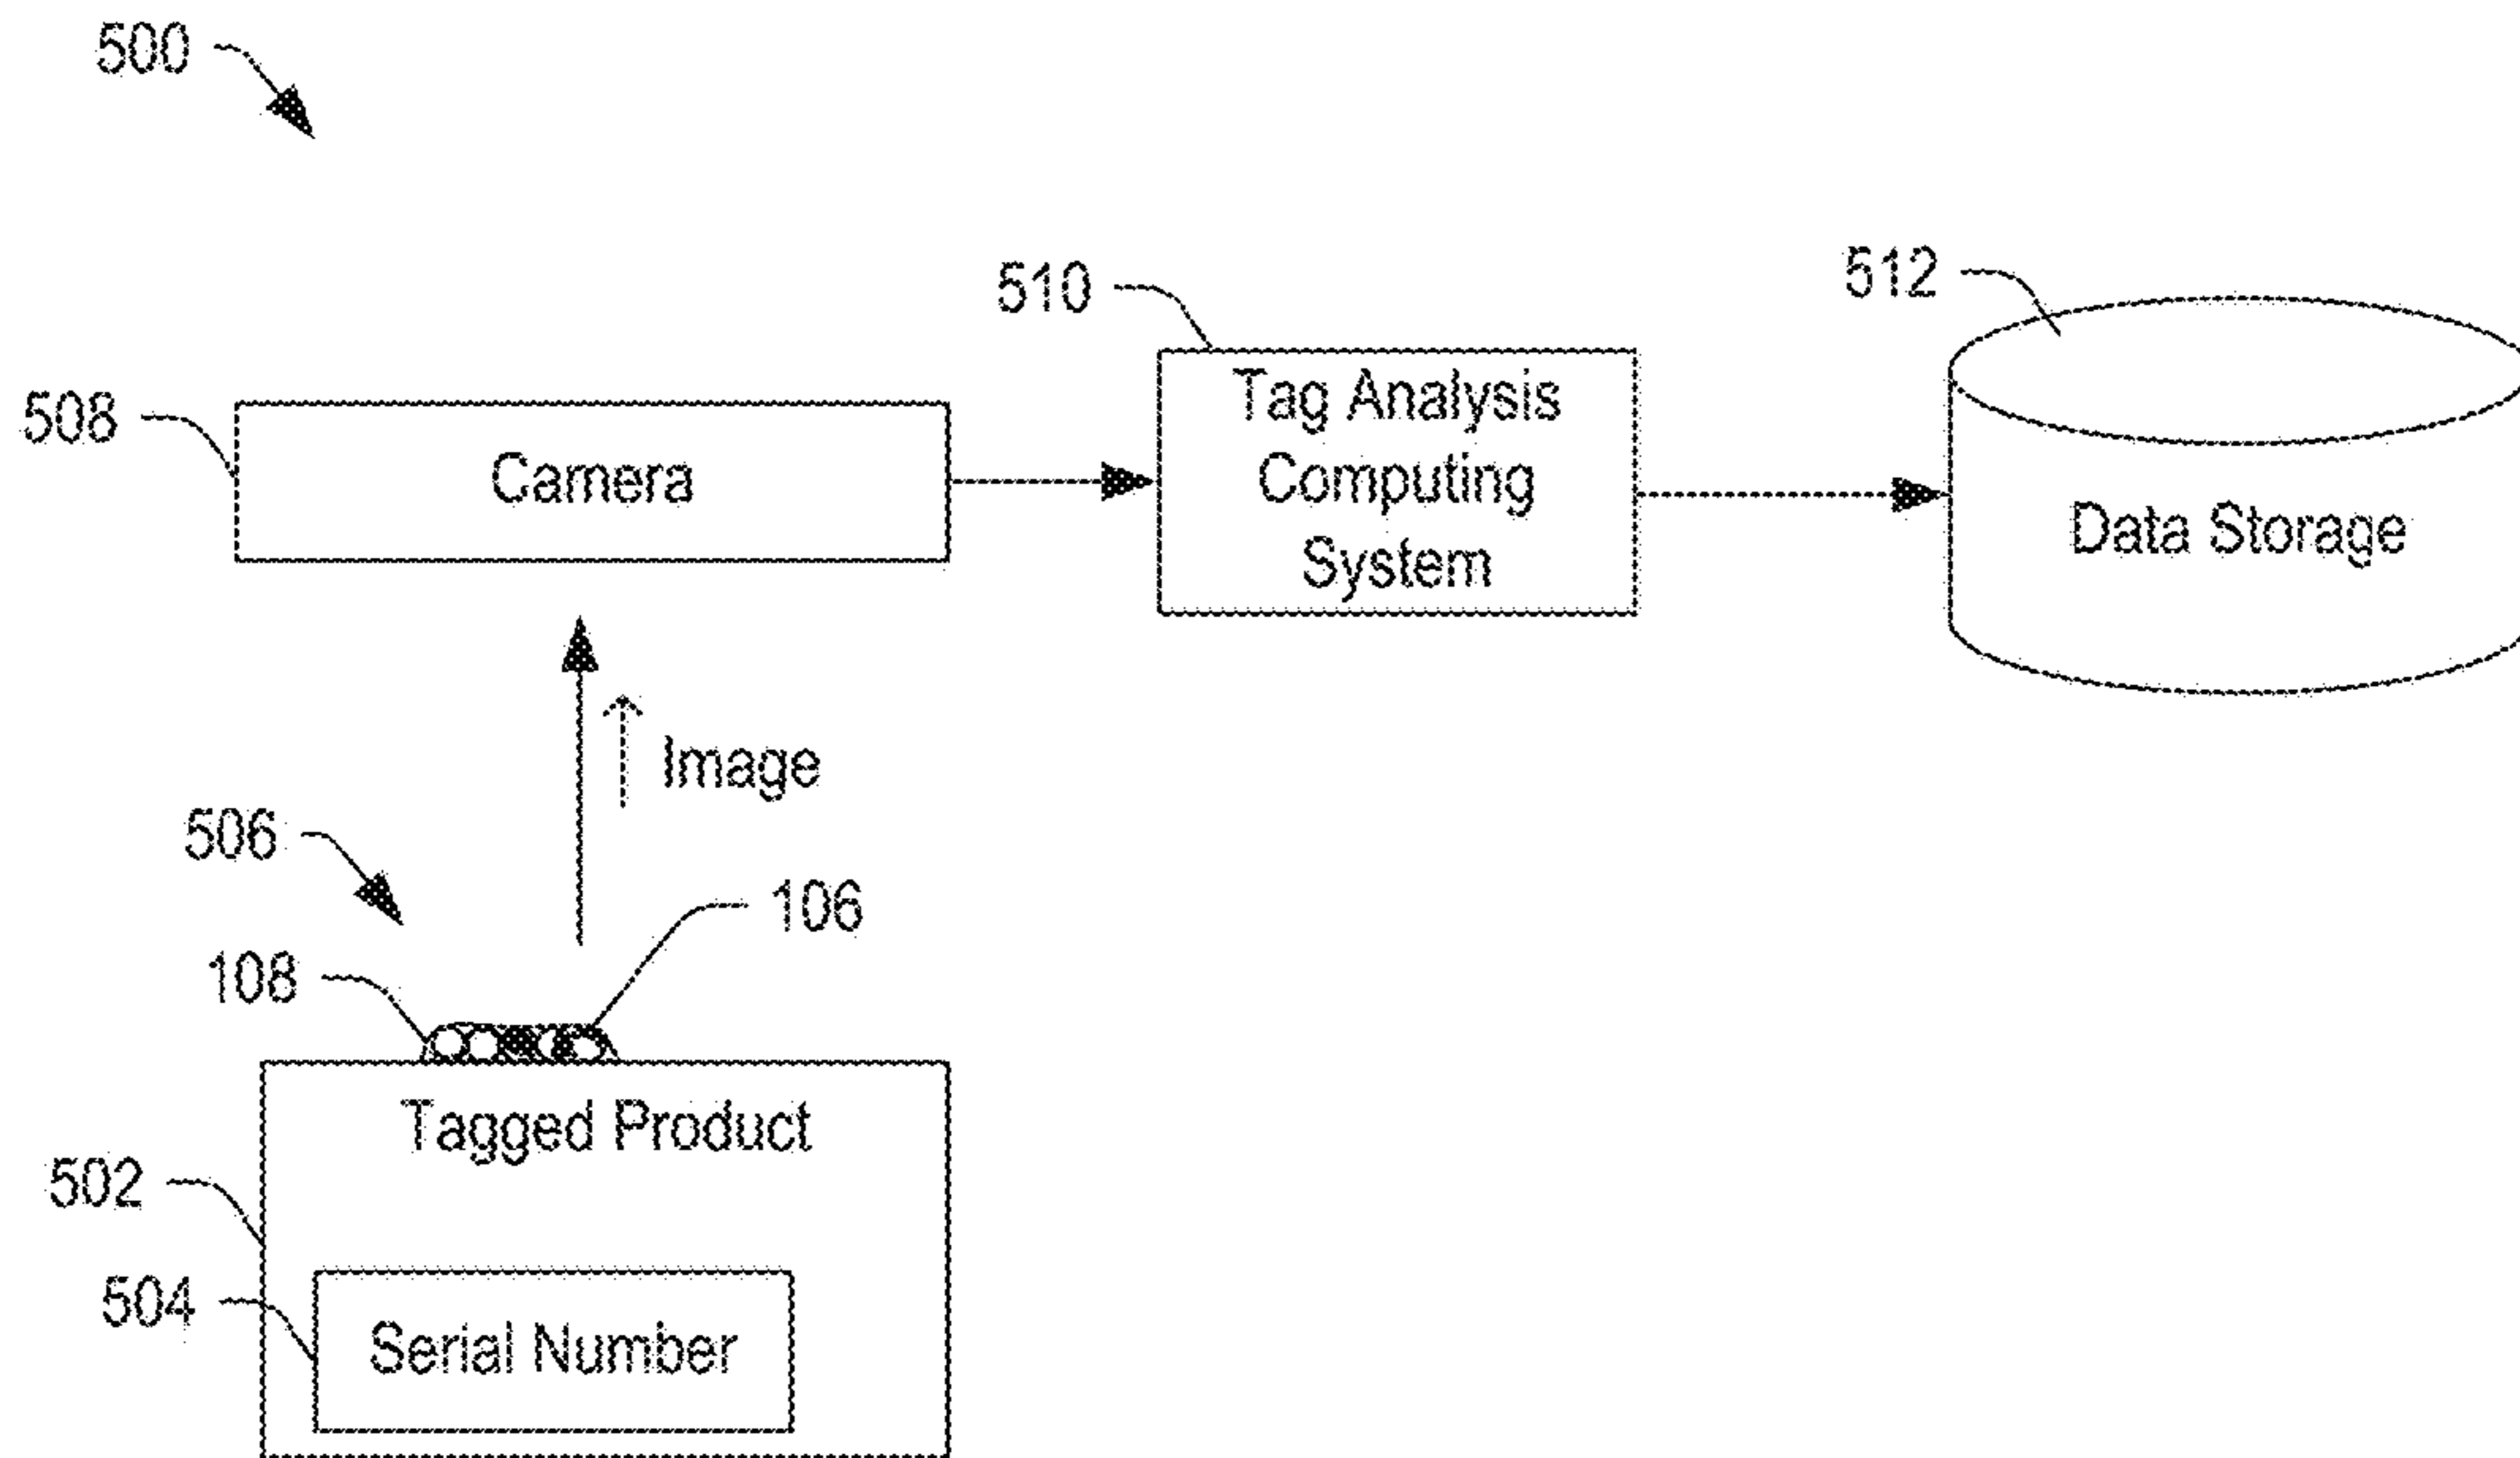 500
510
512
508
Camera
Tag Analysis
Computing
System
Data Storage
Image
506
106
108
Tagged Product
502
504
Serial Number